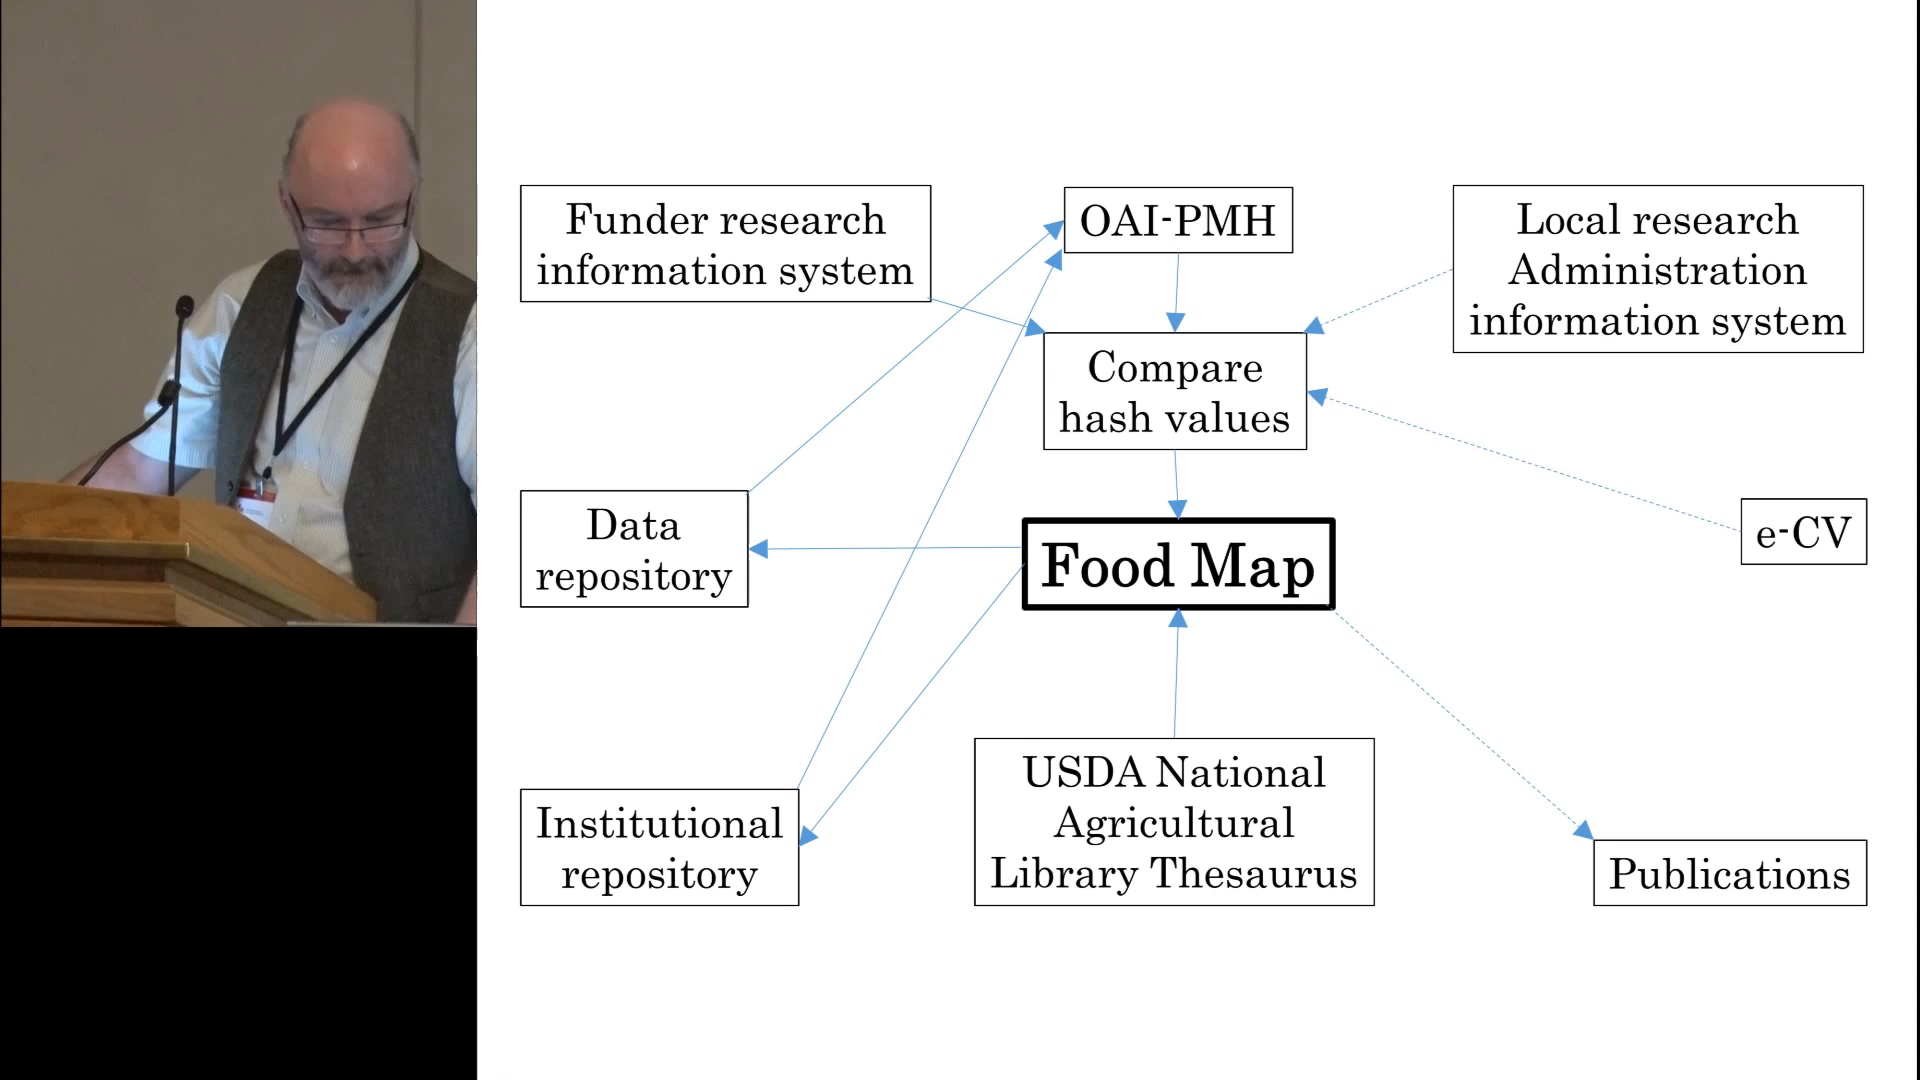 Funder research
information system
OAI-PMH
Local research
Administration
information system
Compare
hash values
Data
repository
Food Map
e-CV
Institutional
repository
USDA National
Agricultural
Library Thesaurus
Publications